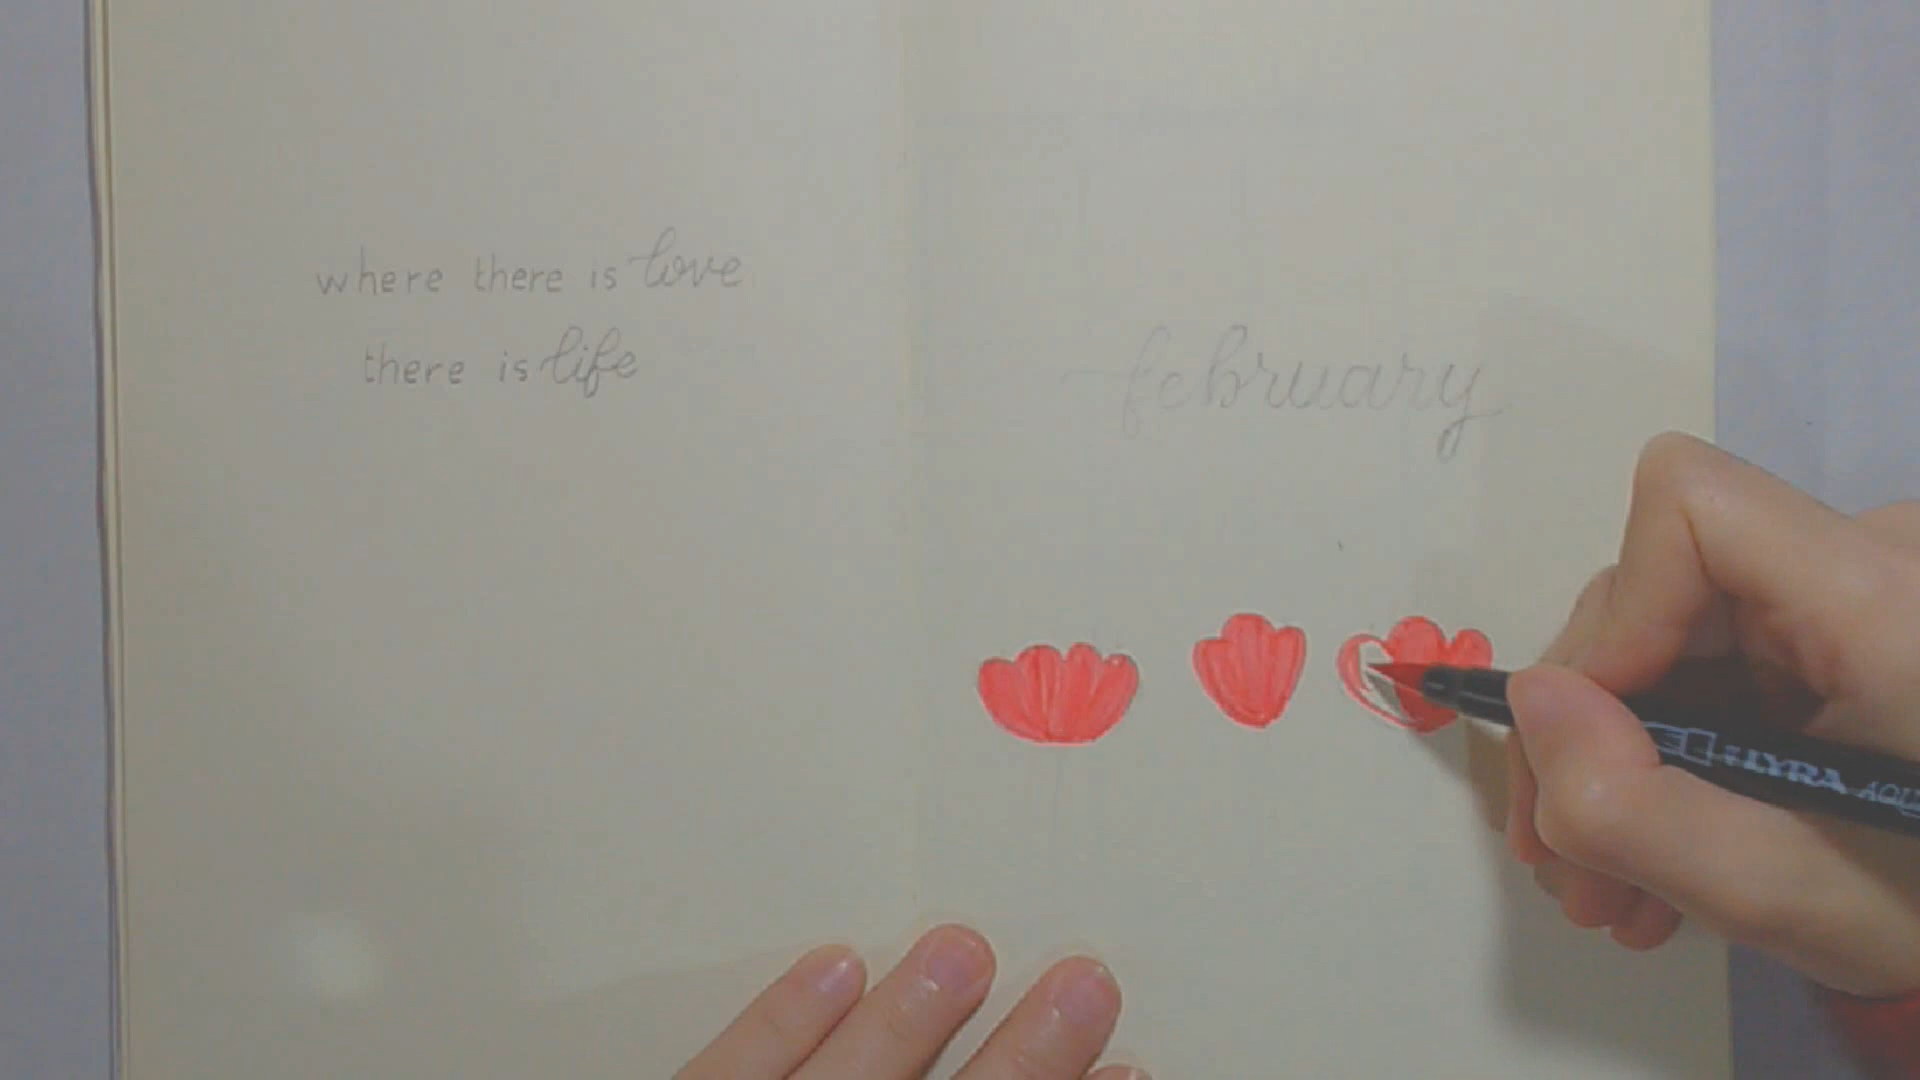 where there is love
there is life
february
LYRA